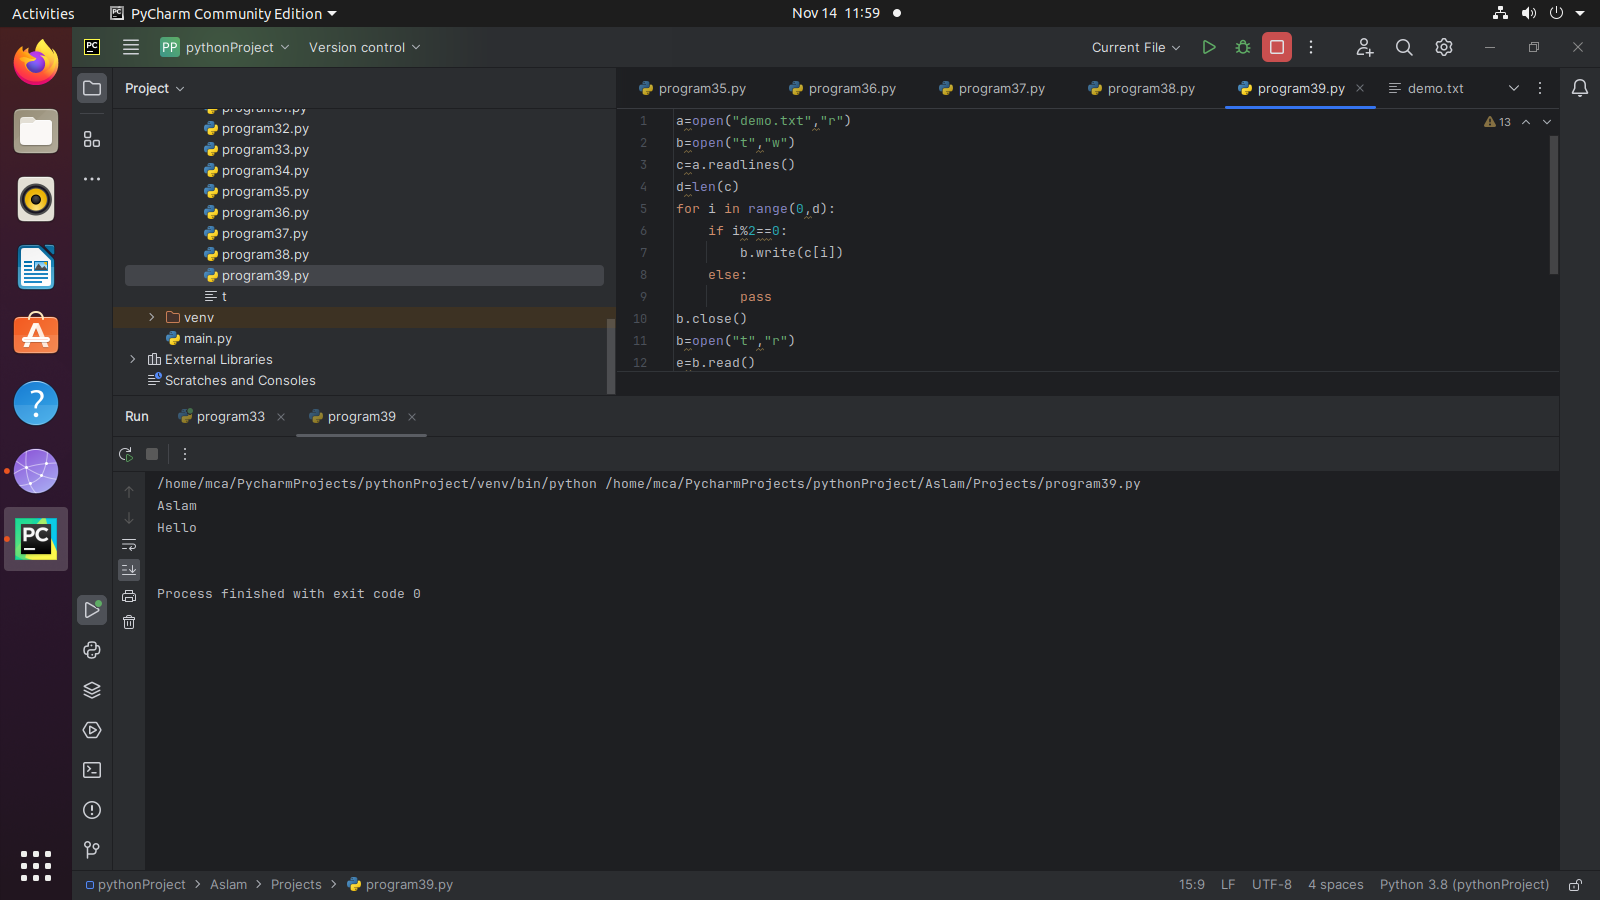 Activities PyCharm Community Edition Nov 14 11:59
PC PP pythonProject Version control Current File
Project
program31.py
program32.py
program33.py
program34.py
program35.py
program36.py
program37.py
program38.py
program39.py
t
venv
main.py
External Libraries
Scratches and Consoles
program35.py program36.py program37.py program38.py program39.py demo.txt
13
1 a=open("demo.txt","r")
2 b=open("t","w")
3 c=a.readlines()
4 d=len(c)
5 for i in range(0,d):
6     if i%2==0:
7         b.write(c[i])
8     else:
9         pass
10 b.close()
11 b=open("t","r")
12 e=b.read()
Run program33 program39
/home/mca/PycharmProjects/pythonProject/venv/bin/python /home/mca/PycharmProjects/pythonProject/Aslam/Projects/program39.py
Aslam
Hello
Process finished with exit code 0
PC
pythonProject > Aslam > Projects > program39.py 15:9 LF UTF-8 4 spaces Python 3.8 (pythonProject)